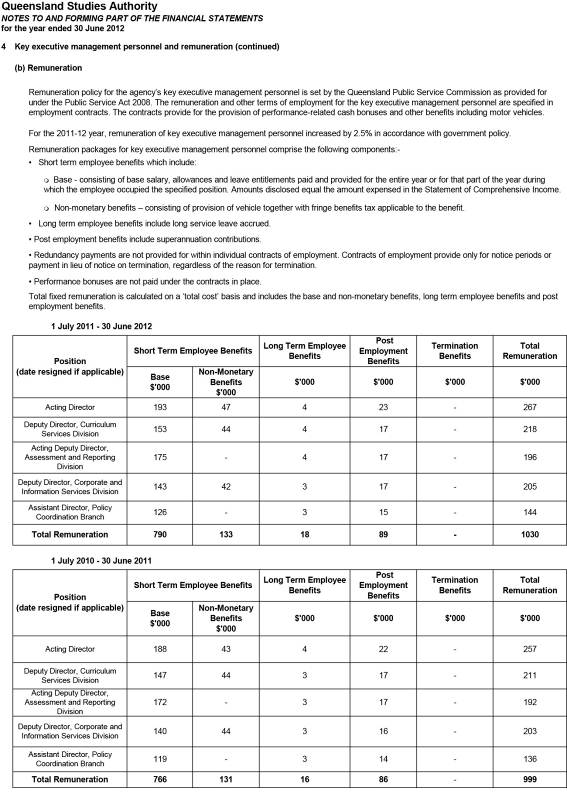 Queensland Studies Authority
NOTES TO AND FORMING PART OF THE FINANCIAL STATEMENTS
for the year ended 30 June 2012
4 Key executive management personnel and remuneration (continued)
(b) Remuneration
Remuneration policy for the agency's key executive management personnel is set by the Queensland Public Service Commission as provided for
under the Public Service Act 2008. The remuneration and other terms of employment for the key executive management personnel are specified in
employment contracts. The contracts provide for the provision of performance-related cash bonuses and other benefits including motor vehicles.
For the 2011-12 year, remuneration of key executive management personnel increased by 2.5% in accordance with government policy.
Remuneration packages for key executive management personnel comprise the following components:-
• Short term employee benefits which include:
o Base - consisting of base salary, allowances and leave entitlements paid and provided for the entire year or for that part of the year during
which the employee occupied the specified position. Amounts disclosed equal the amount expensed in the Statement of Comprehensive Income.
o Non-monetary benefits – consisting of provision of vehicle together with fringe benefits tax applicable to the benefit.
• Long term employee benefits include long service leave accrued.
• Post employment benefits include superannuation contributions.
• Redundancy payments are not provided for within individual contracts of employment. Contracts of employment provide only for notice periods or
payment in lieu of notice on termination, regardless of the reason for termination.
• Performance bonuses are not paid under the contracts in place.
Total fixed remuneration is calculated on a 'total cost' basis and includes the base and non-monetary benefits, long term employee benefits and post
employment benefits.
1 July 2011 - 30 June 2012
Position
(date resigned if applicable)
Short Term Employee Benefits
Long Term Employee
Benefits
Post
Employment
Benefits
Termination
Benefits
Total
Remuneration
Base
$'000
Non-Monetary
Benefits
$'000
$'000
$'000
$'000
$'000
Acting Director 193 47 4 23 - 267
Deputy Director, Curriculum
Services Division 153 44 4 17 - 218
Acting Deputy Director,
Assessment and Reporting
Division 175 - 4 17 - 196
Deputy Director, Corporate and
Information Services Division 143 42 3 17 - 205
Assistant Director, Policy
Coordination Branch 126 - 3 15 - 144
Total Remuneration 790 133 18 89 - 1030
1 July 2010 - 30 June 2011
Position
(date resigned if applicable)
Short Term Employee Benefits
Long Term Employee
Benefits
Post
Employment
Benefits
Termination
Benefits
Total
Remuneration
Base
$'000
Non-Monetary
Benefits
$'000
$'000
$'000
$'000
$'000
Acting Director 188 43 4 22 - 257
Deputy Director, Curriculum
Services Division 147 44 3 17 - 211
Acting Deputy Director,
Assessment and Reporting
Division 172 - 3 17 - 192
Deputy Director, Corporate and
Information Services Division 140 44 3 16 - 203
Assistant Director, Policy
Coordination Branch 119 - 3 14 - 136
Total Remuneration 766 131 16 86 - 999